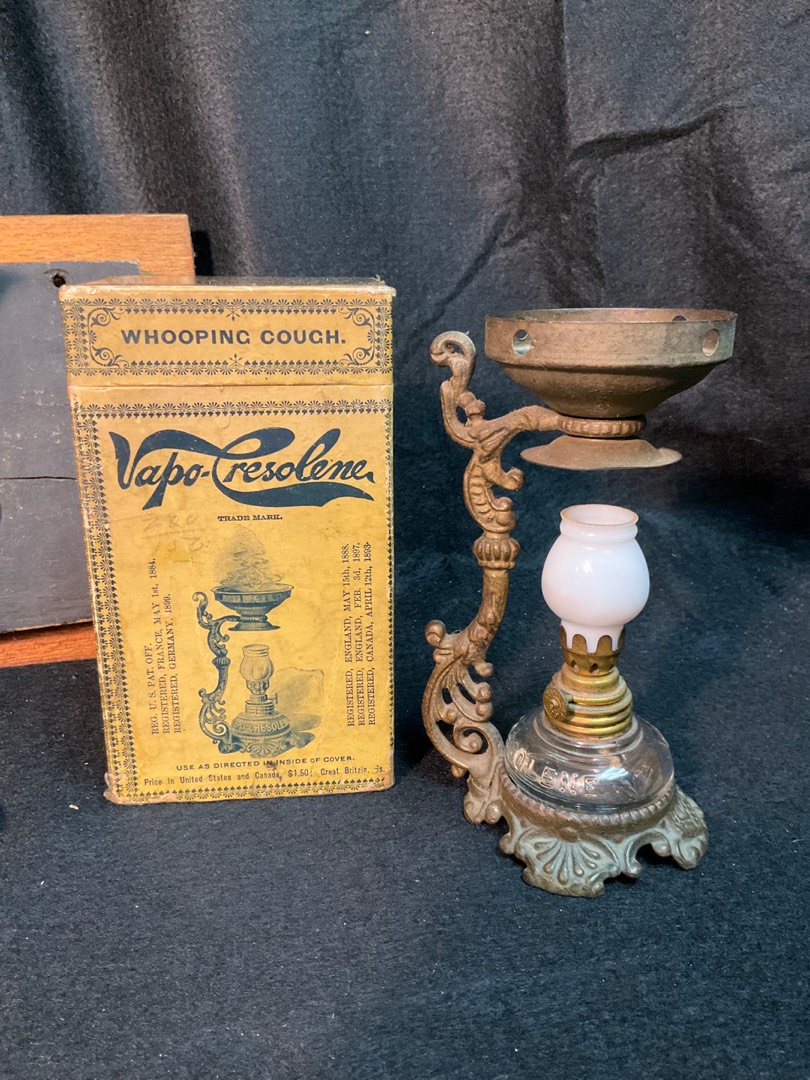 WHOOPING COUGH.
Vapo-Cresolene
TRADE MARK.
REG. U. S. PAT. OFF.
REGISTERED, FRANCE, MAY 1st, 1884.
REGISTERED, GERMANY, 1899.
REGISTERED, ENGLAND, MAY 15th, 1888.
REGISTERED, ENGLAND, FEB. 3d, 1897.
REGISTERED, CANADA, APRIL 12th, 1893.
USE AS DIRECTED IN INSIDE OF COVER.
Price in United States and Canada, $1.50; Great Britain,
OLENE